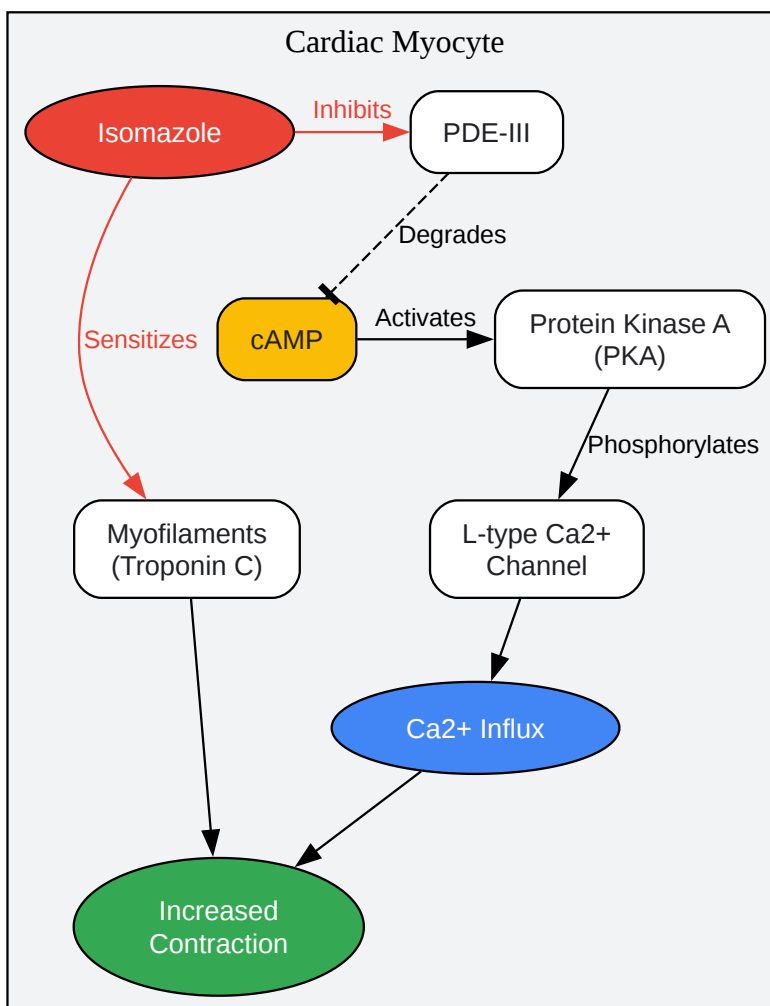 Cardiac Myocyte
Inhibits
Isomazole
PDE-III
Degrades
Activates
Protein Kinase A
(PKA)
Sensitizes
cAMP
Phosphorylates
Myofilaments
(Troponin C)
L-type Ca2+
Channel
Ca2+ Influx
Increased
Contraction